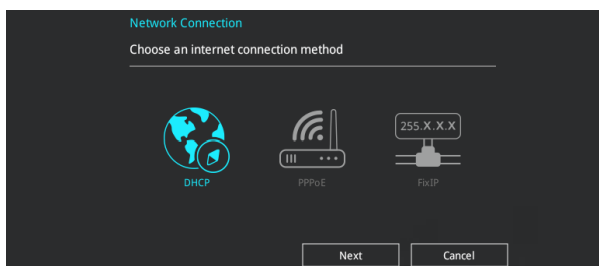 Network Connection
Choose an internet connection method
255.X.X.X
DHCP
PPPoE
FixIP
Next
Cancel